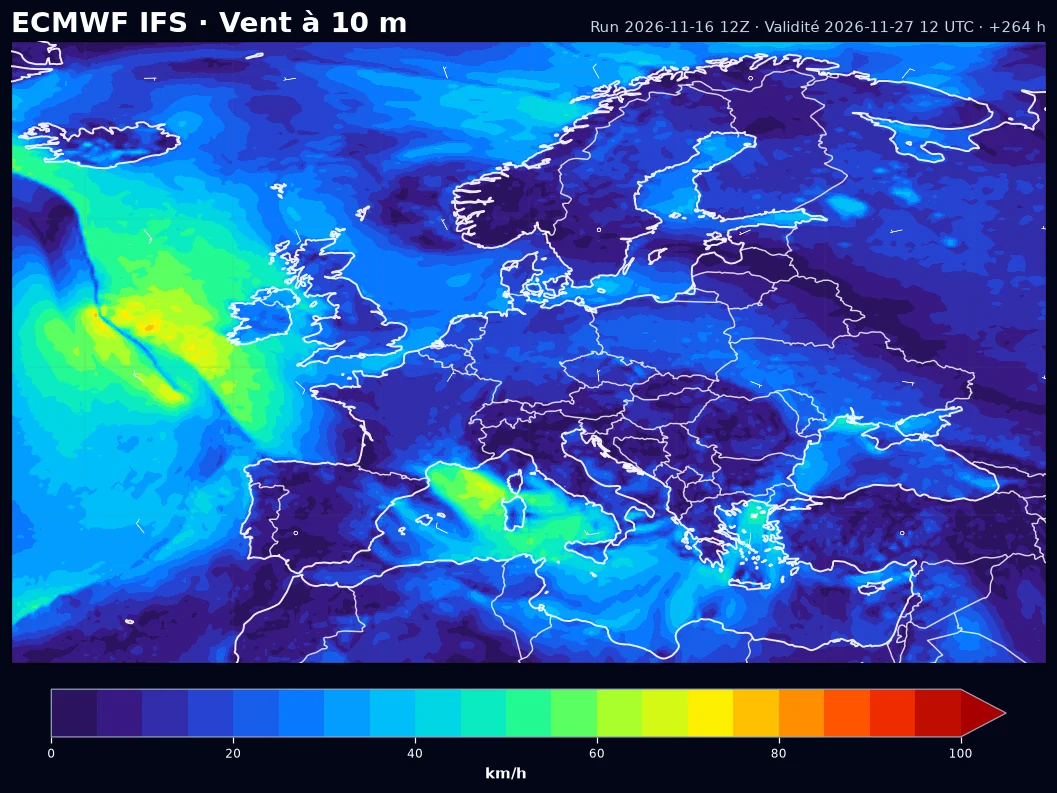 ECMWF IFS · Vent à 10 m
Run 2026-11-16 12Z · Validité 2026-11-27 12 UTC · +264 h
0 20 40 60 80 100
km/h